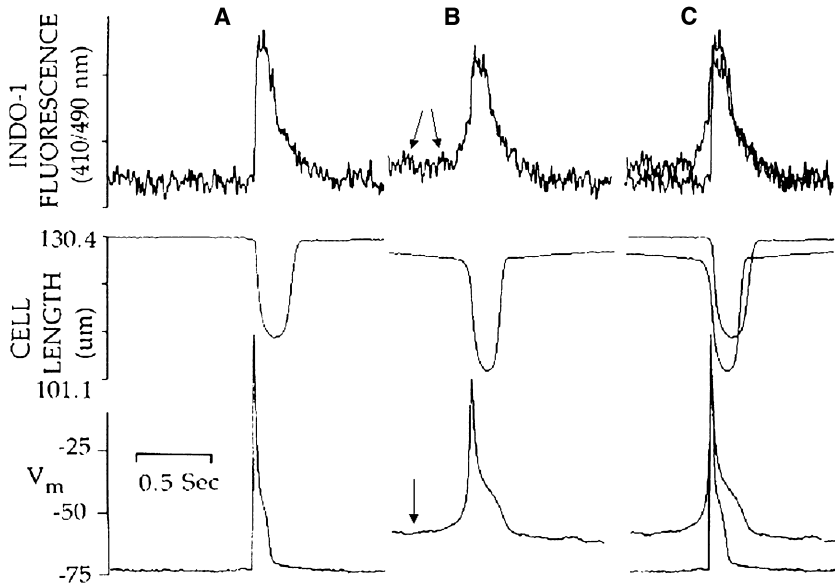 A B C
INDO-1
FLUORESCENCE
(410/490 nm)
130.4
CELL
LENGTH
(um)
101.1
-25
Vm
0.5 Sec
-50
-75